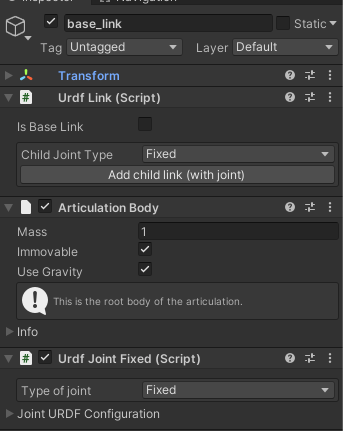 base_link Static
Tag Untagged Layer Default
Transform
# Urdf Link (Script)
Is Base Link
Child Joint Type Fixed
Add child link (with joint)
Articulation Body
Mass 1
Immovable
Use Gravity
This is the root body of the articulation.
Info
# Urdf Joint Fixed (Script)
Type of joint Fixed
Joint URDF Configuration